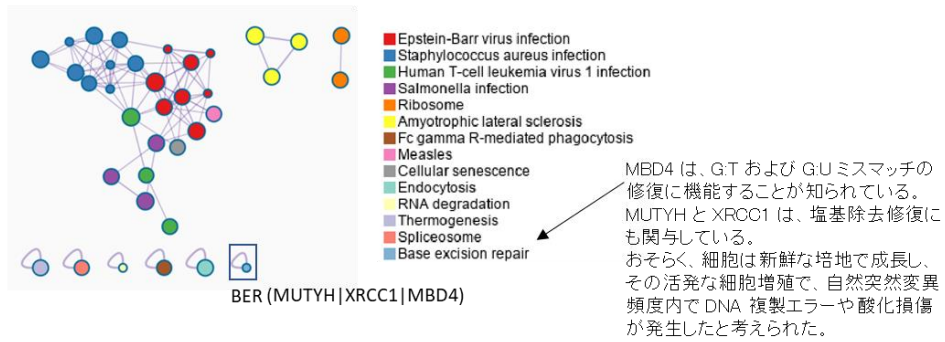 Epstein-Barr virus infection
Staphylococcus aureus infection
Human T-cell leukemia virus 1 infection
Salmonella infection
Ribosome
Amyotrophic lateral sclerosis
Fc gamma R-mediated phagocytosis
Measles
Cellular senescence
Endocytosis
RNA degradation
Thermogenesis
Spliceosome
Base excision repair
BER (MUTYH|XRCC1|MBD4)
MBD4 は、G:T および G:U ミスマッチの
修復に機能することが知られている。
MUTYH と XRCC1 は、塩基除去修復に
も関与している。
おそらく、細胞は新鮮な培地で成長し、
その活発な細胞増殖で、自然突然変異
頻度内で DNA 複製エラーや酸化損傷
が発生したと考えられた。